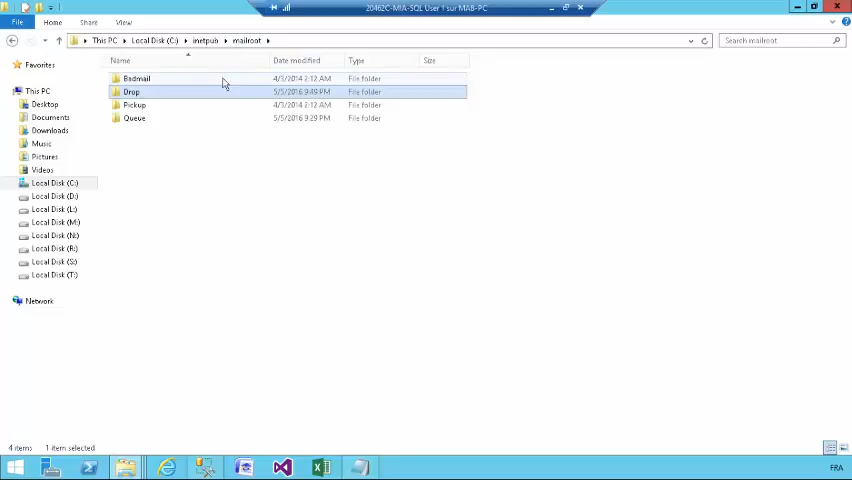 20462C-MIA-SQL User 1 sur MAB-PC
File Home Share View
This PC Local Disk (C:) inetpub mailroot Search mailroot
Name Date modified Type Size
Favorites
Badmail 4/3/2014 2:12 AM File folder
Drop 5/5/2016 9:49 PM File folder
Pickup 4/3/2014 2:12 AM File folder
Queue 5/5/2016 9:29 PM File folder
This PC
Desktop
Documents
Downloads
Music
Pictures
Videos
Local Disk (C:)
Local Disk (D:)
Local Disk (L:)
Local Disk (M:)
Local Disk (N:)
Local Disk (R:)
Local Disk (S:)
Local Disk (T:)
Network
4 items 1 item selected
FRA